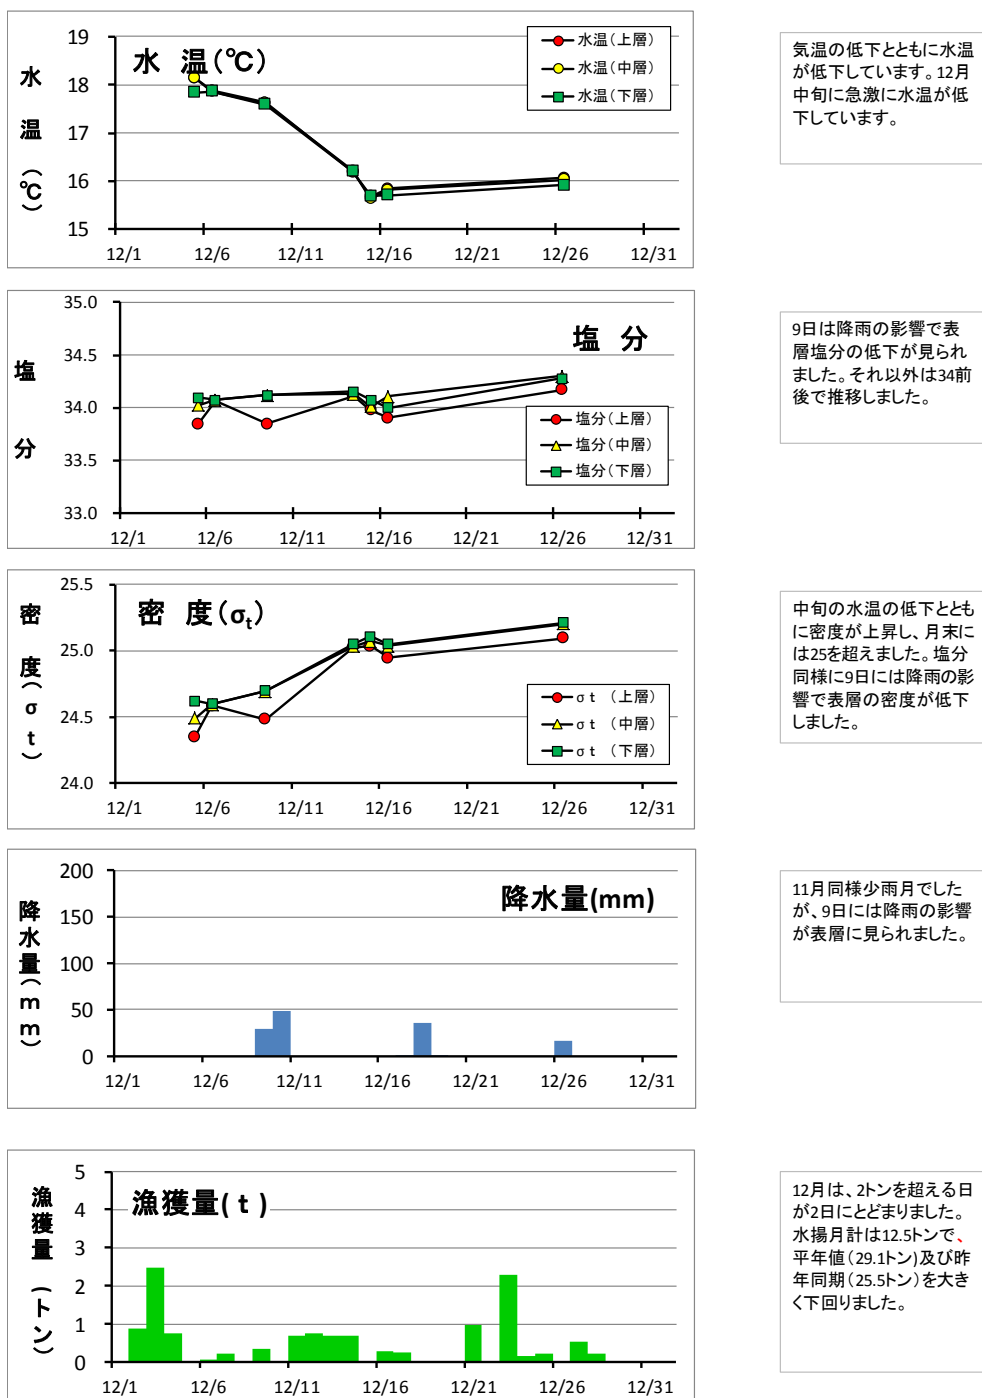 水 温(℃)
水温(℃)
19
18
17
16
15
12/1 12/6 12/11 12/16 12/21 12/26 12/31
水温(上層)
水温(中層)
水温(下層)
気温の低下とともに水温
が低下しています。12月
中旬に急激に水温が低
下しています。
塩 分
塩分
35.0
34.5
34.0
33.5
33.0
12/1 12/6 12/11 12/16 12/21 12/26 12/31
塩分(上層)
塩分(中層)
塩分(下層)
9日は降雨の影響で表
層塩分の低下が見られ
ました。それ以外は34前
後で推移しました。
密 度(σt)
密度(σt)
25.5
25.0
24.5
24.0
12/1 12/6 12/11 12/16 12/21 12/26 12/31
σt (上層)
σt (中層)
σt (下層)
中旬の水温の低下ととも
に密度が上昇し、月末に
は25を超えました。塩分
同様に9日には降雨の影
響で表層の密度が低下
しました。
降水量(mm)
降水量(mm)
200
150
100
50
0
12/1 12/6 12/11 12/16 12/21 12/26 12/31
11月同様少雨月でした
が、9日には降雨の影響
が表層に見られました。
漁獲量(t)
漁獲量(トン)
5
4
3
2
1
0
12/1 12/6 12/11 12/16 12/21 12/26 12/31
12月は、2トンを超える日
が2日にとどまりました。
水揚月計は12.5トンで、
平年値(29.1トン)及び昨
年同期(25.5トン)を大き
く下回りました。